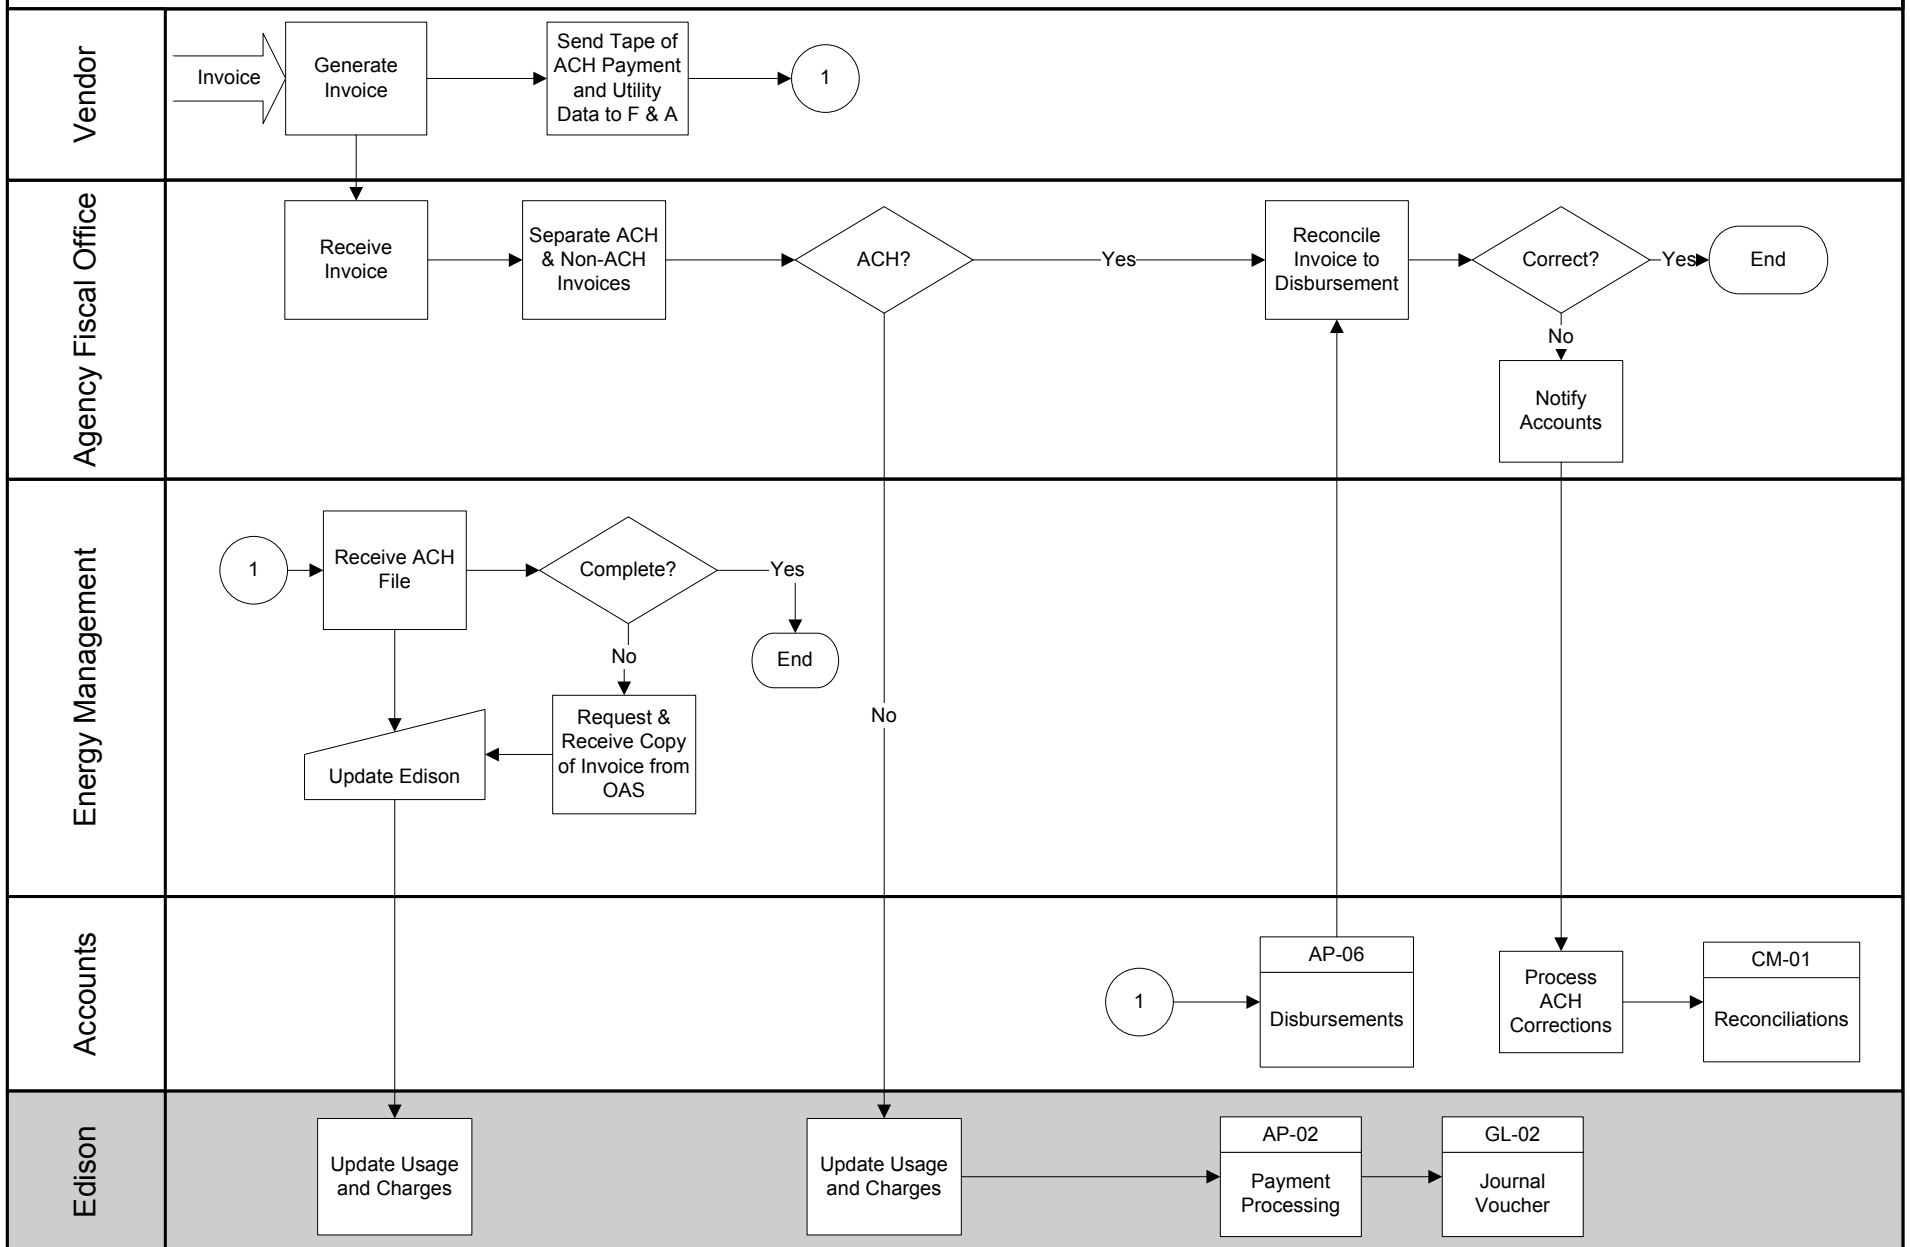 Vendor
Invoice
Generate
Invoice
Send Tape of
ACH Payment
and Utility
Data to F & A
1
Agency Fiscal Office
Receive
Invoice
Separate ACH
& Non-ACH
Invoices
ACH?
Yes
Reconcile
Invoice to
Disbursement
Correct?
Yes
End
No
Notify
Accounts
Energy Management
1
Receive ACH
File
Complete?
Yes
End
No
Request &
Receive Copy
of Invoice from
OAS
Update Edison
No
Accounts
1
AP-06
Disbursements
Process
ACH
Corrections
CM-01
Reconciliations
Edison
Update Usage
and Charges
Update Usage
and Charges
AP-02
Payment
Processing
GL-02
Journal
Voucher